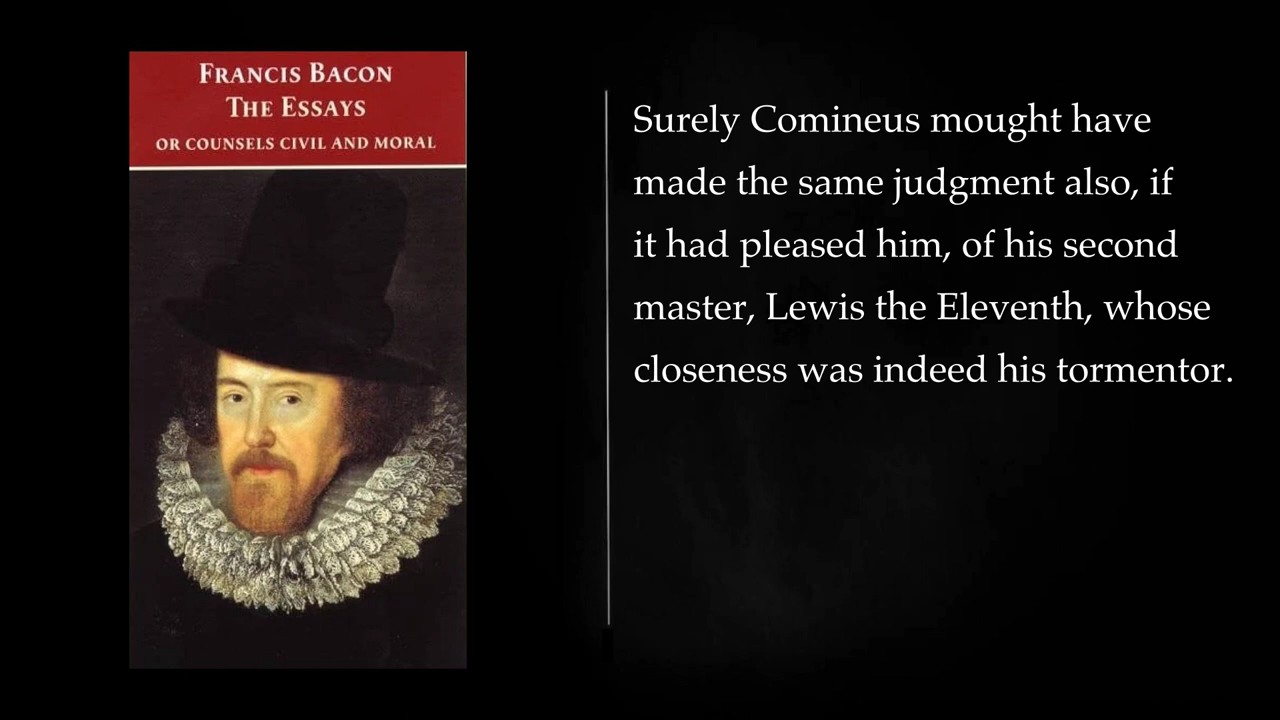 FRANCIS BACON
THE ESSAYS
OR COUNSELS CIVIL AND MORAL
Surely Comineus mought have
made the same judgment also, if
it had pleased him, of his second
master, Lewis the Eleventh, whose
closeness was indeed his tormentor.